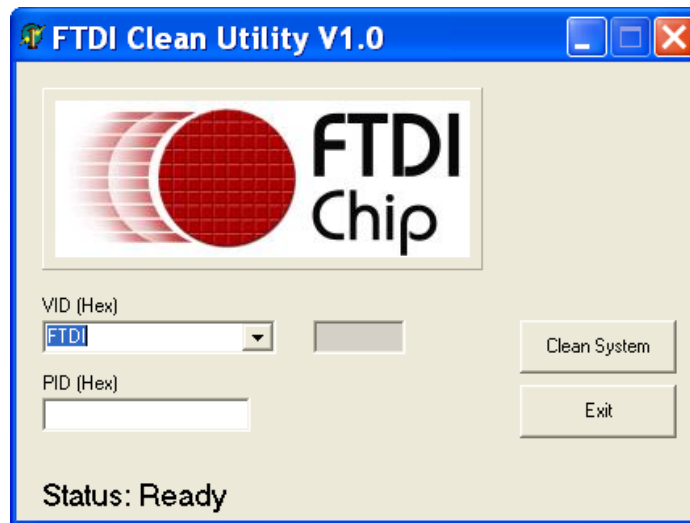 FTDI Clean Utility V1.0
FTDI
Chip
VID (Hex)
FTDI
Clean System
PID (Hex)
Exit
Status: Ready